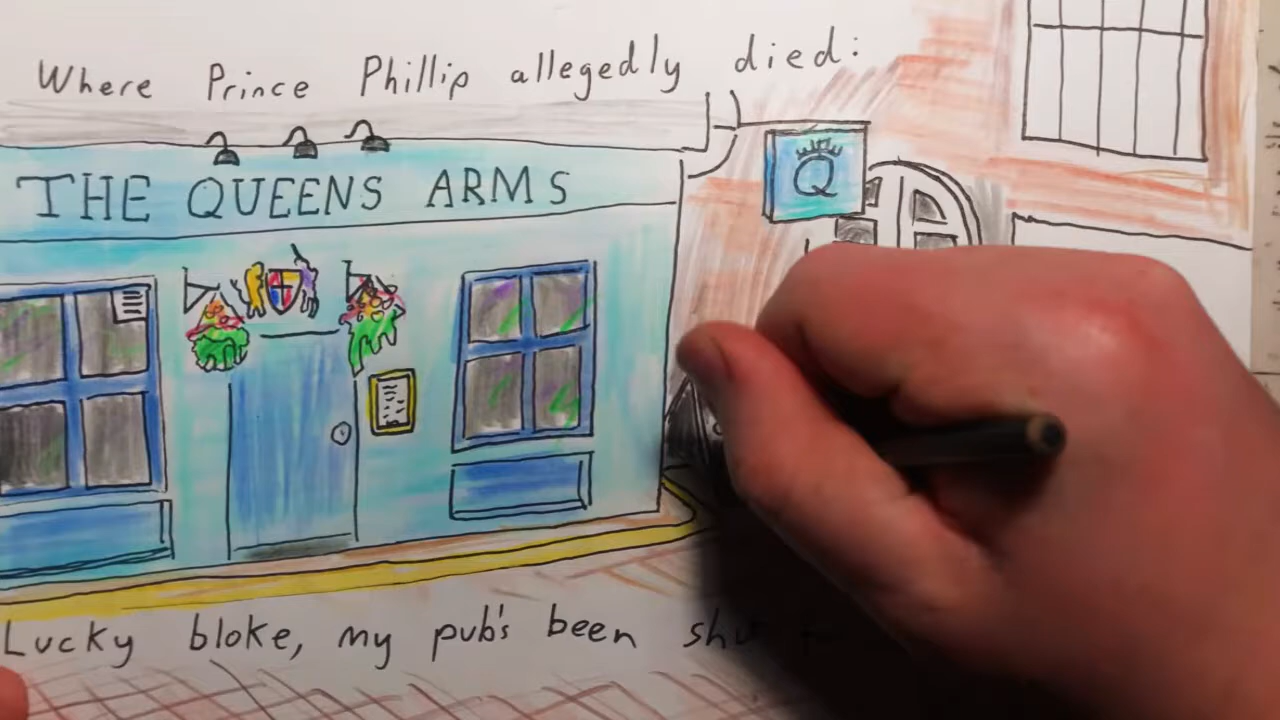 Where Prince Phillip allegedly died:
THE QUEENS ARMS
Q
Lucky bloke, my pub's been